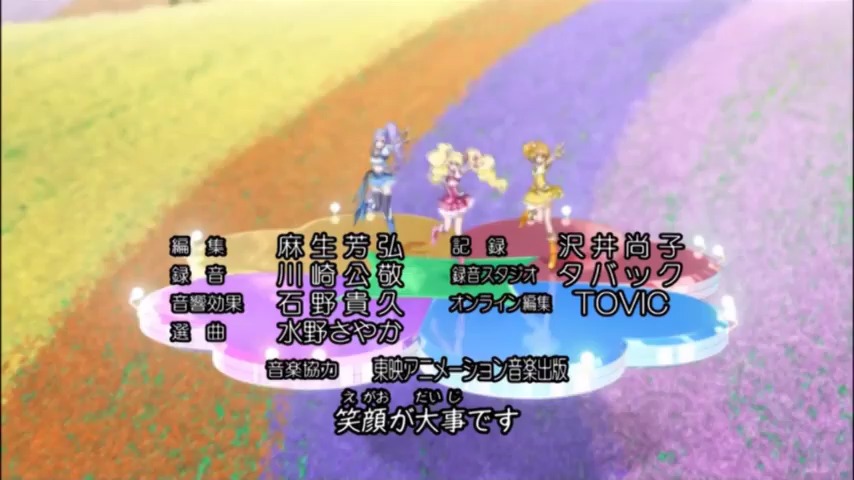 編集 麻生芳弘 記録 沢井尚子
録音 川崎公敬 録音スタジオ タバック
音響効果 石野貴久 オンライン編集 TOVIC
選曲 水野さやか
音楽協力 東映アニメーション音楽出版
えがお だいじ
笑顔が大事です